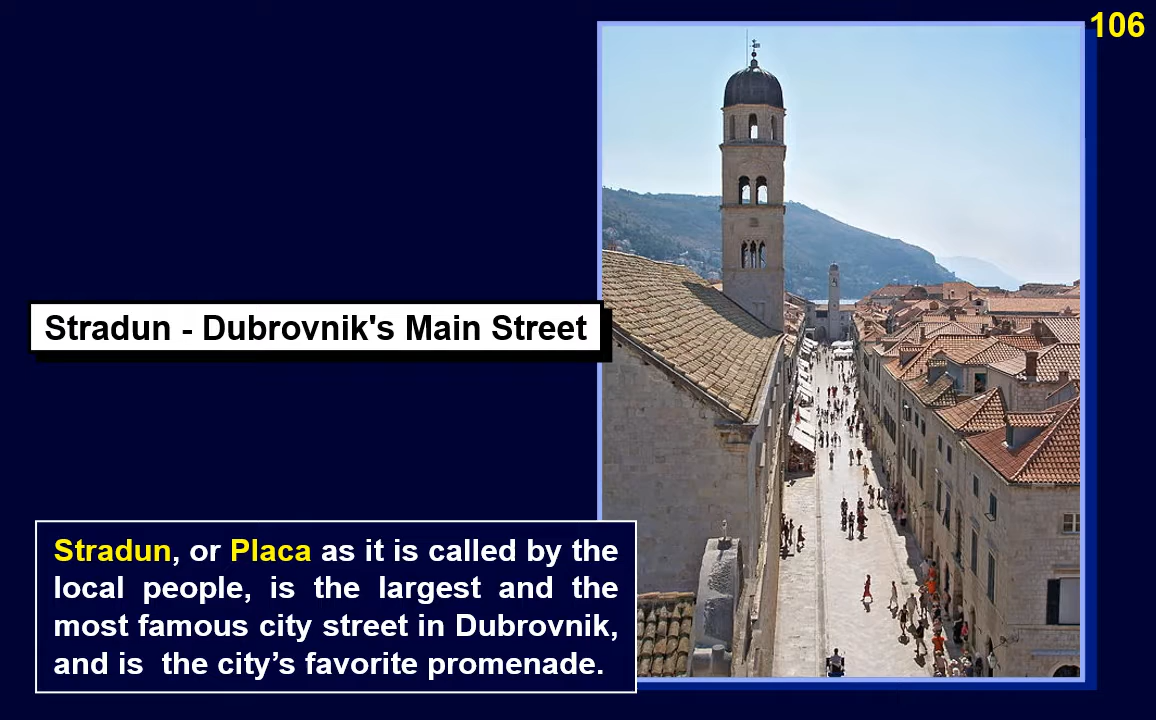 106
Stradun - Dubrovnik's Main Street
Stradun, or Placa as it is called by the
local people, is the largest and the
most famous city street in Dubrovnik,
and is  the city’s favorite promenade.